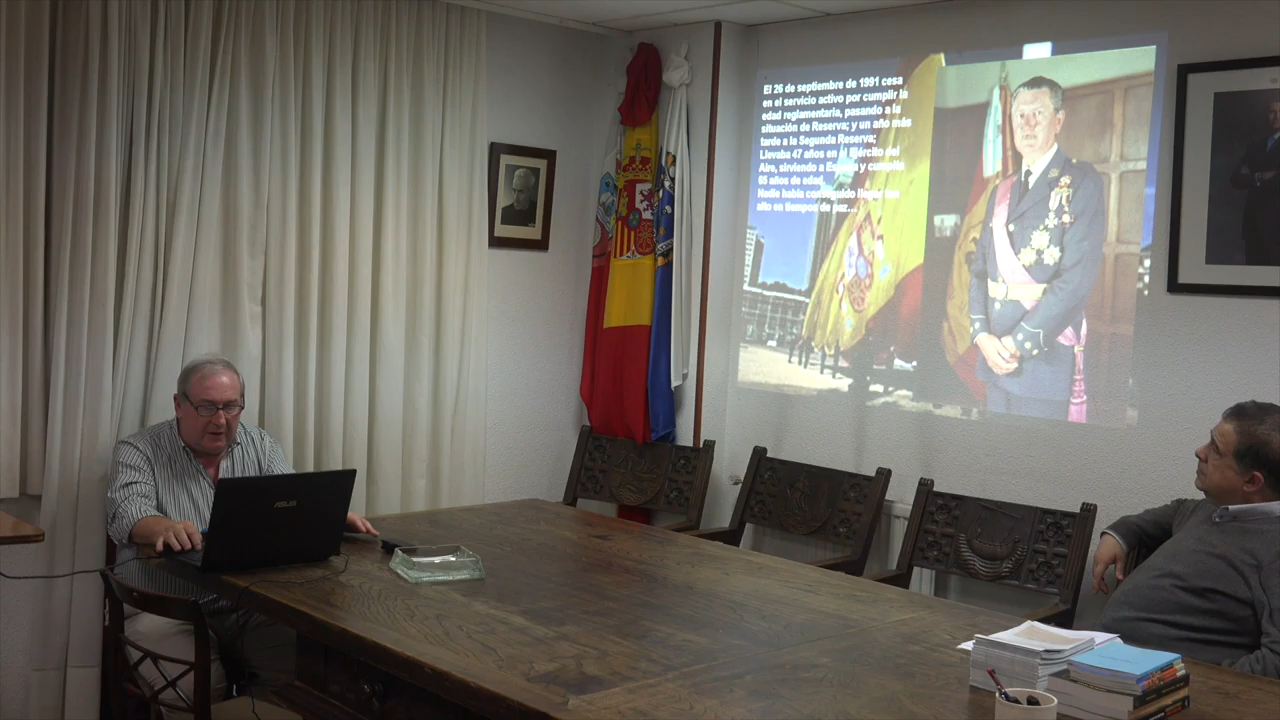 El 26 de septiembre de 1991 cesa
en el servicio activo por cumplir la
edad reglamentaria, pasando a la
situación de Reserva; y un año más
tarde a la Segunda Reserva;
Llevaba 47 años en el Ejército del
Aire, sirviendo a España y cumplía
65 años de edad.
Nadie había conseguido llegar tan
alto en tiempos de paz...
ASUS